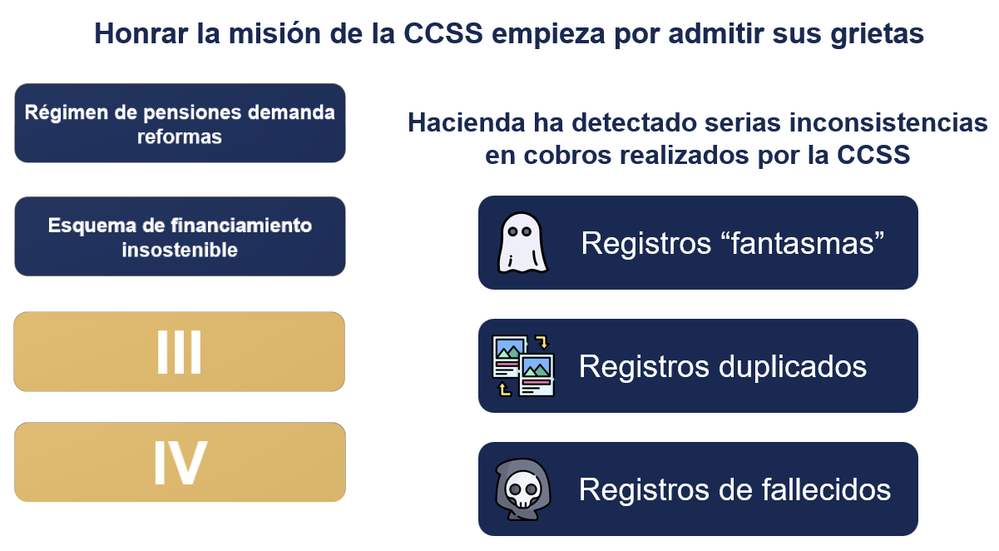 Honrar la misión de la CCSS empieza por admitir sus grietas
Régimen de pensiones demanda
reformas
Esquema de financiamiento
insostenible
III
IV
Hacienda ha detectado serias inconsistencias
en cobros realizados por la CCSS
Registros “fantasmas”
Registros duplicados
Registros de fallecidos